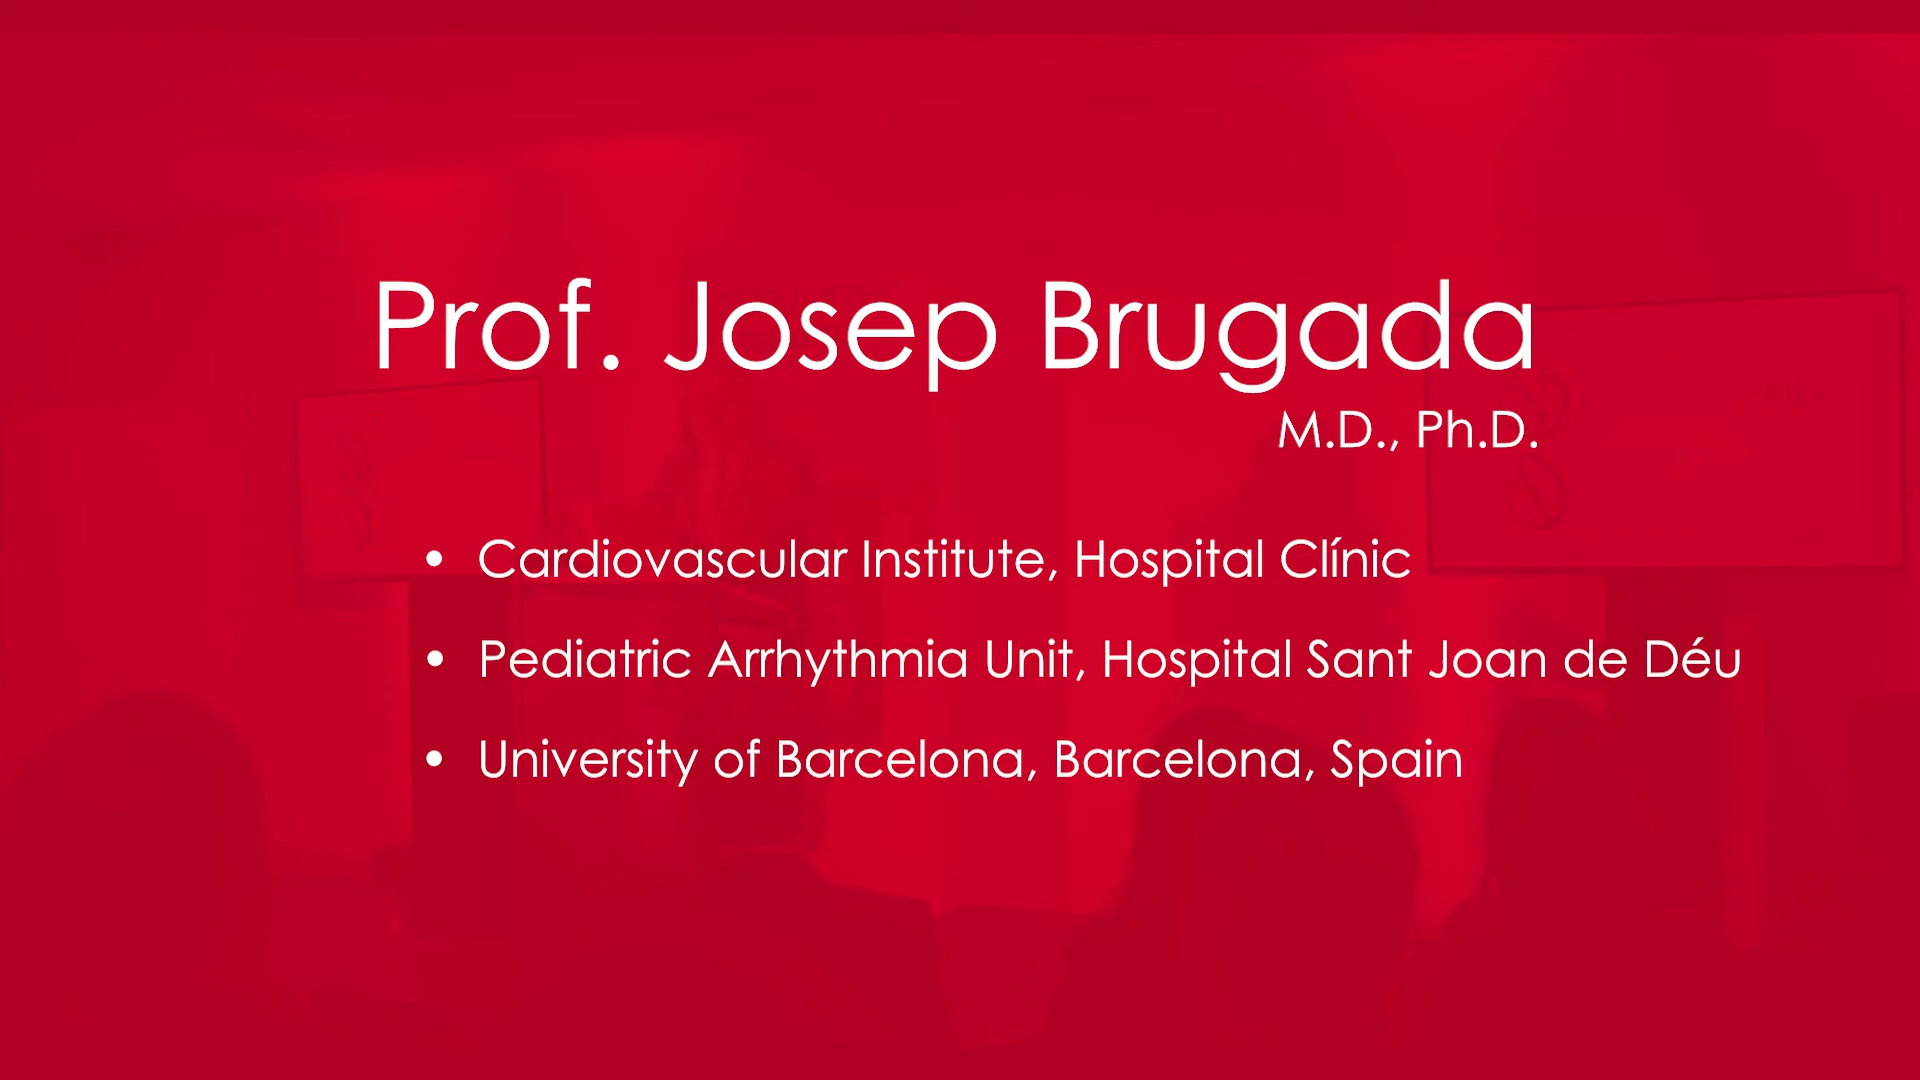 Prof. Josep Brugada
M.D., Ph.D.
• Cardiovascular Institute, Hospital Clínic
• Pediatric Arrhythmia Unit, Hospital Sant Joan de Déu
• University of Barcelona, Barcelona, Spain